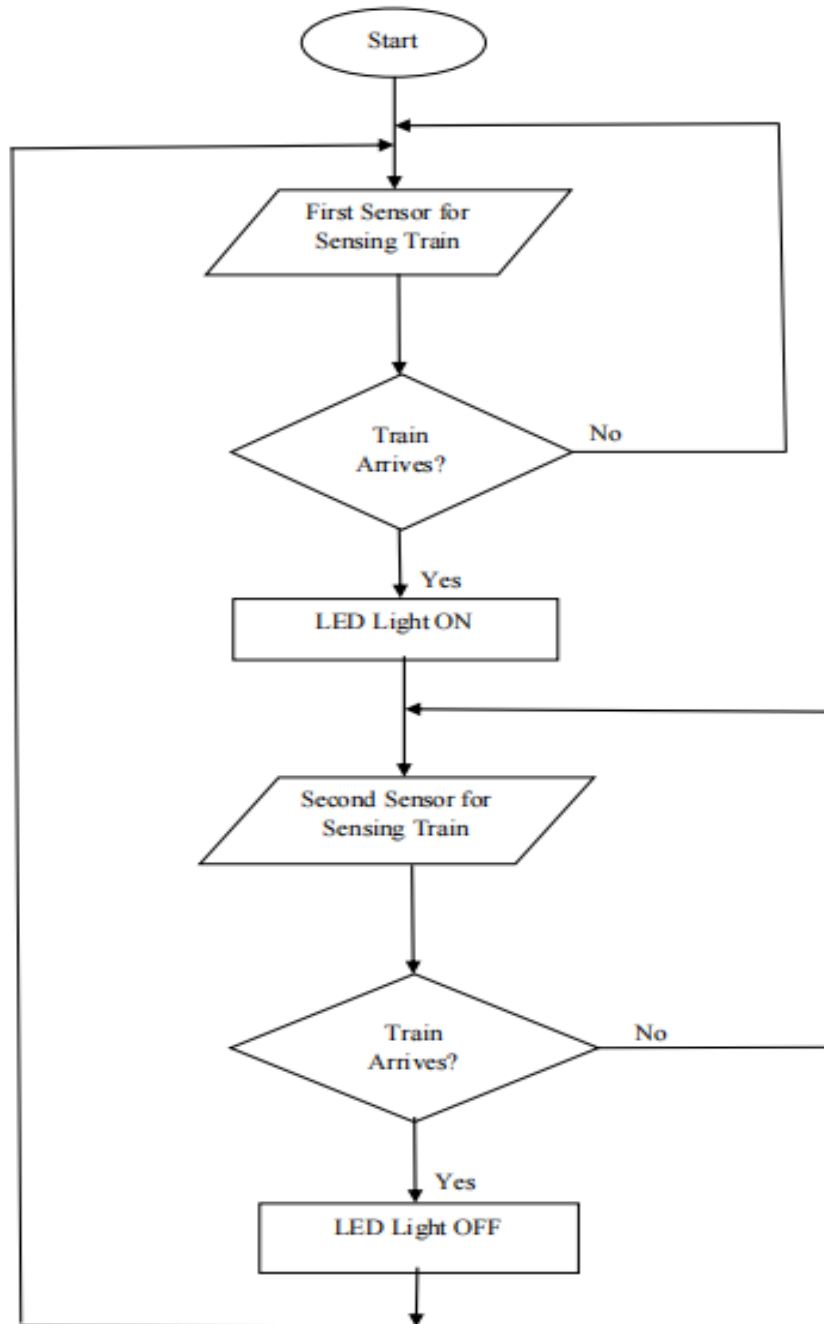 Start
First Sensor for
Sensing Train
Train
Arrives?
No
Yes
LED Light ON
Second Sensor for
Sensing Train
Train
Arrives?
No
Yes
LED Light OFF